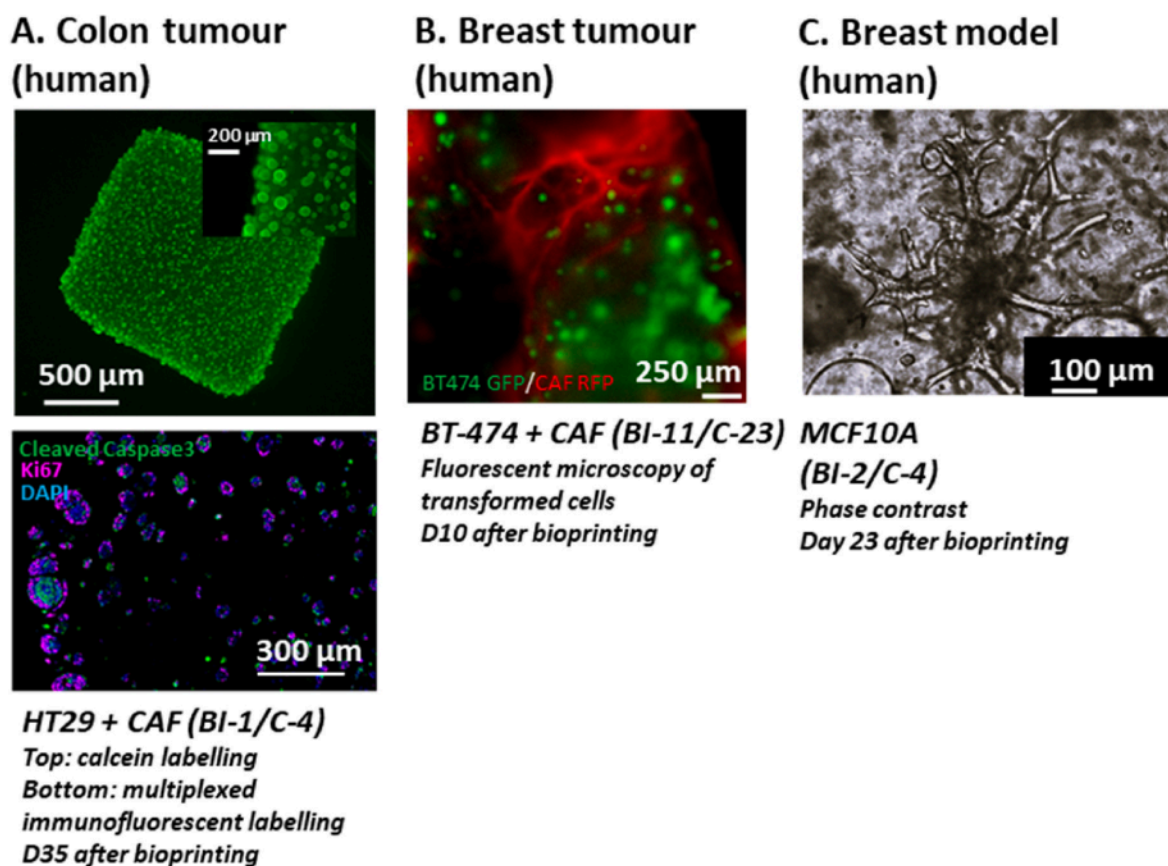 A. Colon tumour
(human)
200 µm
500 µm
Cleaved Caspase3
Ki67
DAPI
300 µm
HT29 + CAF (BI-1/C-4)
Top: calcein labelling
Bottom: multiplexed
immunofluorescent labelling
D35 after bioprinting
B. Breast tumour
(human)
BT474 GFP/CAF RFP
250 µm
BT-474 + CAF (BI-11/C-23)
Fluorescent microscopy of
transformed cells
D10 after bioprinting
C. Breast model
(human)
100 µm
MCF10A
(BI-2/C-4)
Phase contrast
Day 23 after bioprinting